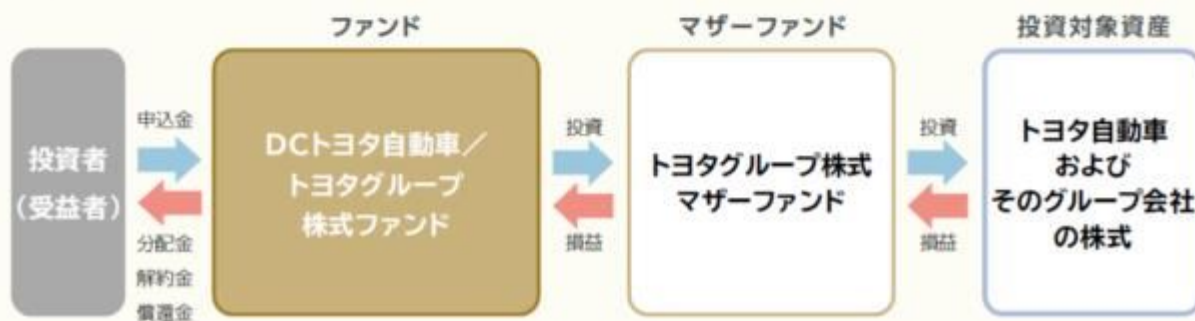 ファンド
マザーファンド
投資対象資産
投資者
（受益者）
申込金
分配金
解約金
償還金
DCトヨタ自動車／
トヨタグループ
株式ファンド
投資
損益
トヨタグループ株式
マザーファンド
投資
損益
トヨタ自動車
および
そのグループ会社
の株式